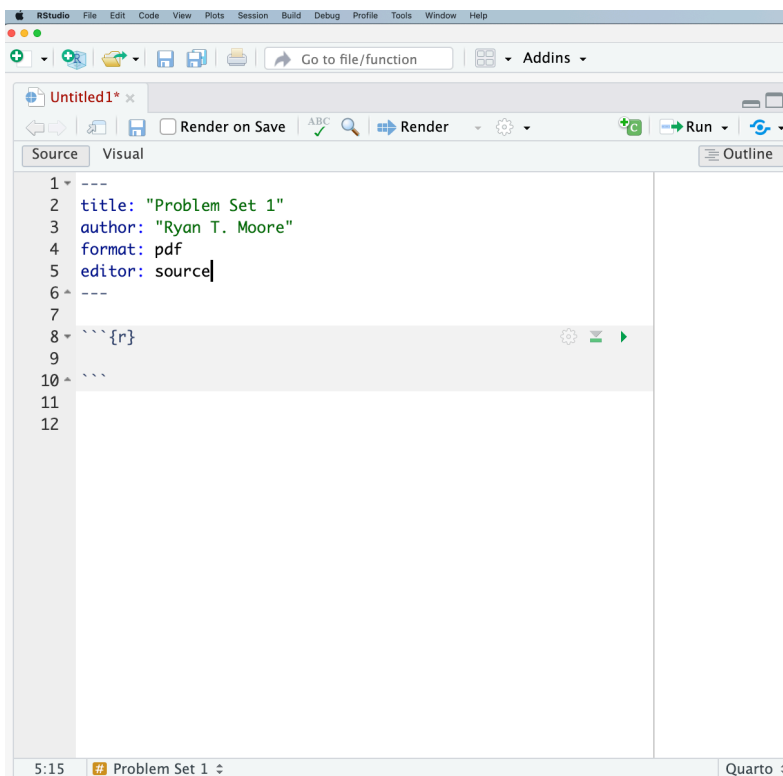 RStudio File Edit Code View Plots Session Build Debug Profile Tools Window Help
Go to file/function Addins
Untitled1*
Render on Save ABC Render Run
Source Visual Outline
1 ---
2 title: "Problem Set 1"
3 author: "Ryan T. Moore"
4 format: pdf
5 editor: source
6 ---
7
8 ```{r}
9
10 ```
11
12
5:15 # Problem Set 1 Quarto